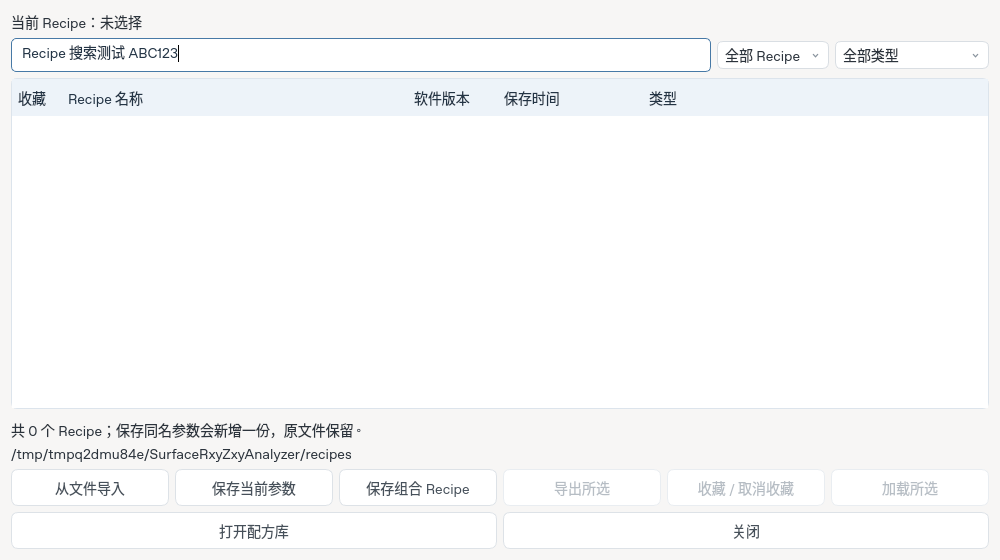 当前 Recipe：未选择
Recipe 搜索测试 ABC123
全部 Recipe
全部类型
收藏 Recipe 名称 软件版本 保存时间 类型
共 0 个 Recipe；保存同名参数会新增一份，原文件保留。
/tmp/tmpq2dmu84e/SurfaceRxyZxyAnalyzer/recipes
从文件导入 保存当前参数 保存组合 Recipe 导出所选 收藏 / 取消收藏 加载所选
打开配方库 关闭